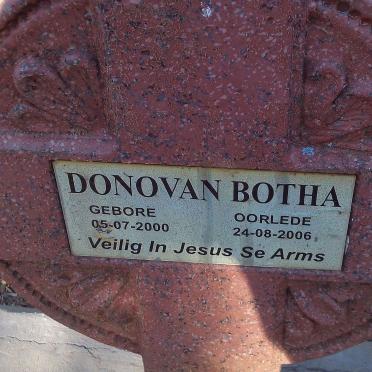 DONOVAN BOTHA
GEBORE OORLEDE
05-07-2000 24-08-2006
Veilig In Jesus Se Arms